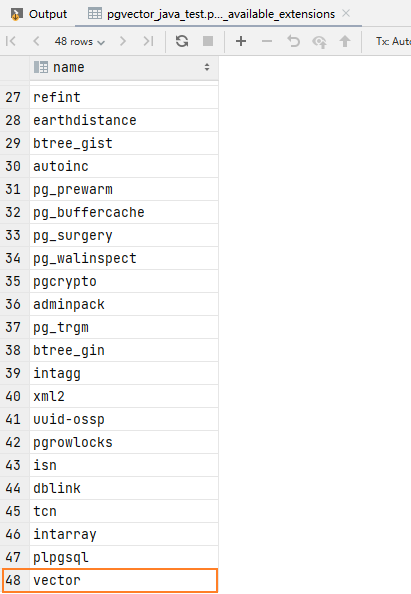 Output pgvector_java_test.p..._available_extensions
48 rows Tx: Auto
name
27 refint
28 earthdistance
29 btree_gist
30 autoinc
31 pg_prewarm
32 pg_buffercache
33 pg_surgery
34 pg_walinspect
35 pgcrypto
36 adminpack
37 pg_trgm
38 btree_gin
39 intagg
40 xml2
41 uuid-ossp
42 pgrowlocks
43 isn
44 dblink
45 tcn
46 intarray
47 plpgsql
48 vector